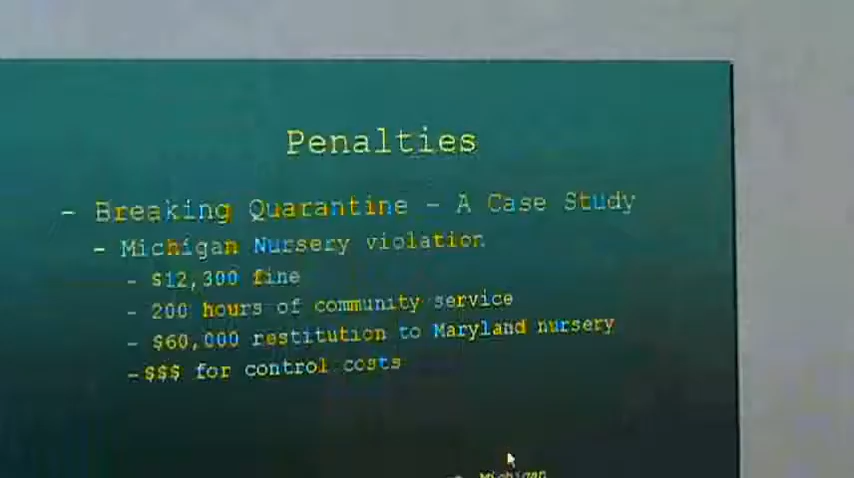 Penalties
– Breaking Quarantine – A Case Study
– Michigan Nursery violation
– $12,300 fine
– 200 hours of community service
– $60,000 restitution to Maryland nursery
–$$$ for control costs
Michigan